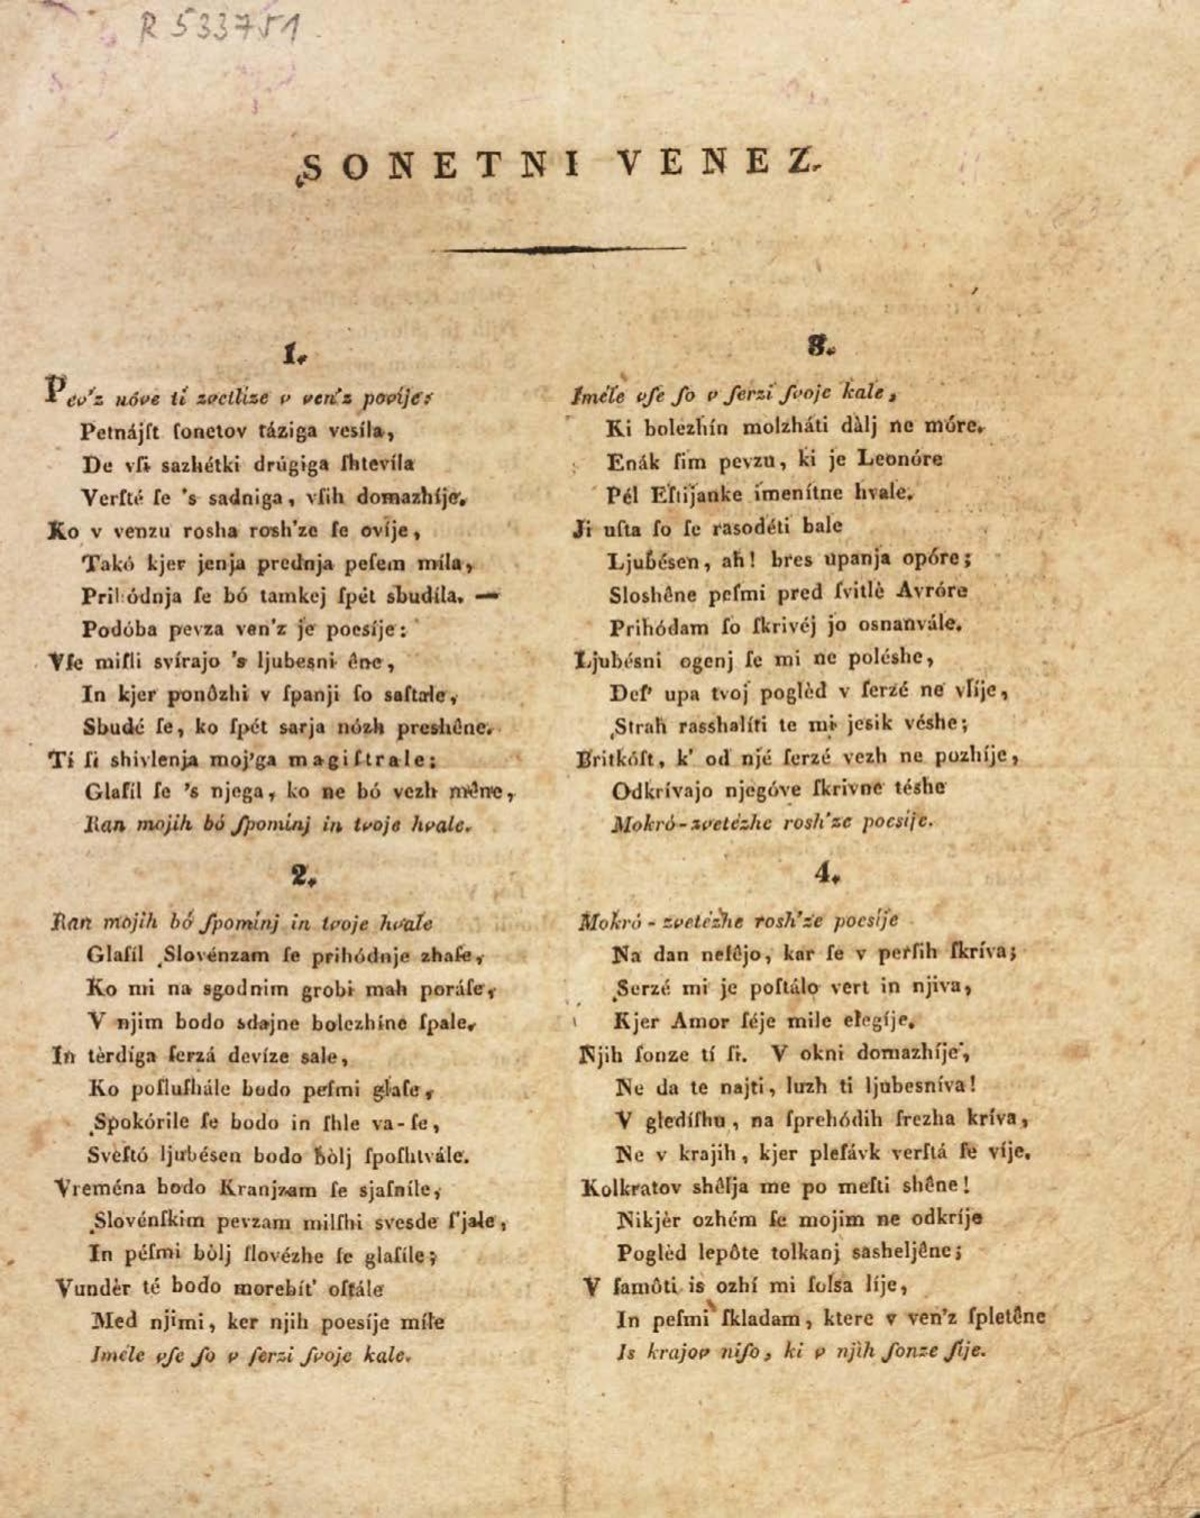 R 533751.
SONETNI VENEZ.
1.
Pev'z nóve tí zvetlize v ven'z povíje:
Petnájſt ſonetov táziga vesíla,
De vſi sazhétki drúgiga ſhtevíla
Verſté ſe 's sadniga, vſih domazhíje.
Ko v venzu rosha rosh'ze ſe ovíje,
Takó kjer jenja prednja peſem míla,
Prihódnja ſe bó tamkej ſpét sbudíla. —
Podóba pevza ven'z je poesíje:
Vſe miſli svírajo 's ljubesni êne,
In kjer ponôzhi v ſpanji ſo saſtale,
Sbudé ſe, ko ſpét sarja nózh preshêne.
Tí ſi shivlenja moj'ga magiſtrale;
Glaſíl ſe 's njega, ko ne bó vezh mêne,
Ran mojih bó ſpomínj in tvoje hvale.
2.
Ran mojih bó ſpomínj in tvoje hvale
Glaſíl Slovénzam ſe prihódnje zhaſe,
Ko mi na sgodnim grobi mah poráſe,
V njim bodo sdajne bolezhíne ſpale.
In tèrdíga ſerzá devíze sale,
Ko poſluſhále bodo peſmi glaſe,
Spokórile ſe bodo in ſhle va-ſe,
Sveſtó ljubésen bodo bòlj ſpoſhtvále.
Vreména bodo Kranjzam ſe sjaſníle,
Slovénſkim pevzam milſhi svesde ſ'jale,
In péſmi bòlj ſlovézhe ſe glaſíle;
Vundèr té bodo morebít' oſtále
Med njimi, ker njih poesíje míle
Iméle vſe ſo v ſerzi ſvoje kale.
3.
Iméle vſe ſo v ſerzi ſvoje kale,
Ki bolezhín molzháti dàlj ne móre.
Enák ſim pevzu, ki je Leonóre
Pél Eſtijanke imenítne hvale.
Ji uſta ſo ſe rasodéti bale
Ljubésen, ah! bres upanja opóre;
Sloshêne peſmi pred ſvitlè Avróre
Prihódam ſo ſkrivéj jo osnanvále.
Ljubésni ogenj ſe mi ne poléshe,
Deſ' upa tvoj poglèd v ſerzé ne vlíje,
Strah rasshalíti te mi jesik véshe;
Britkóſt, k' od njé ſerzé vezh ne pozhíje,
Odkrívajo njegóve ſkrivne téshe
Mokró-zvetézhe rosh'ze poesíje.
4.
Mokró-zvetézhe rosh'ze poesíje
Na dan neſêjo, kar ſe v perſih ſkríva;
Serzé mi je poſtálo vert in njiva,
Kjer Amor ſéje mile elegíje.
Njih ſonze tí ſi. V okni domazhíje,
Ne da te najti, luzh ti ljubesníva!
V gledíſhu, na ſprehódih ſrezha kríva,
Ne v krajih, kjer pleſávk verſtá ſe víje.
Kolkratov shêſja me po meſti shêne!
Nikjèr ozhém ſe mojim ne odkríje
Poglèd lepôte tolkanj sasheljêne;
V ſamôti is ozhí mi ſolsa líje,
In peſmi ſkladam, ktere v ven'z ſpletêne
Is krajov niſo, ki v njih ſonze ſíje.